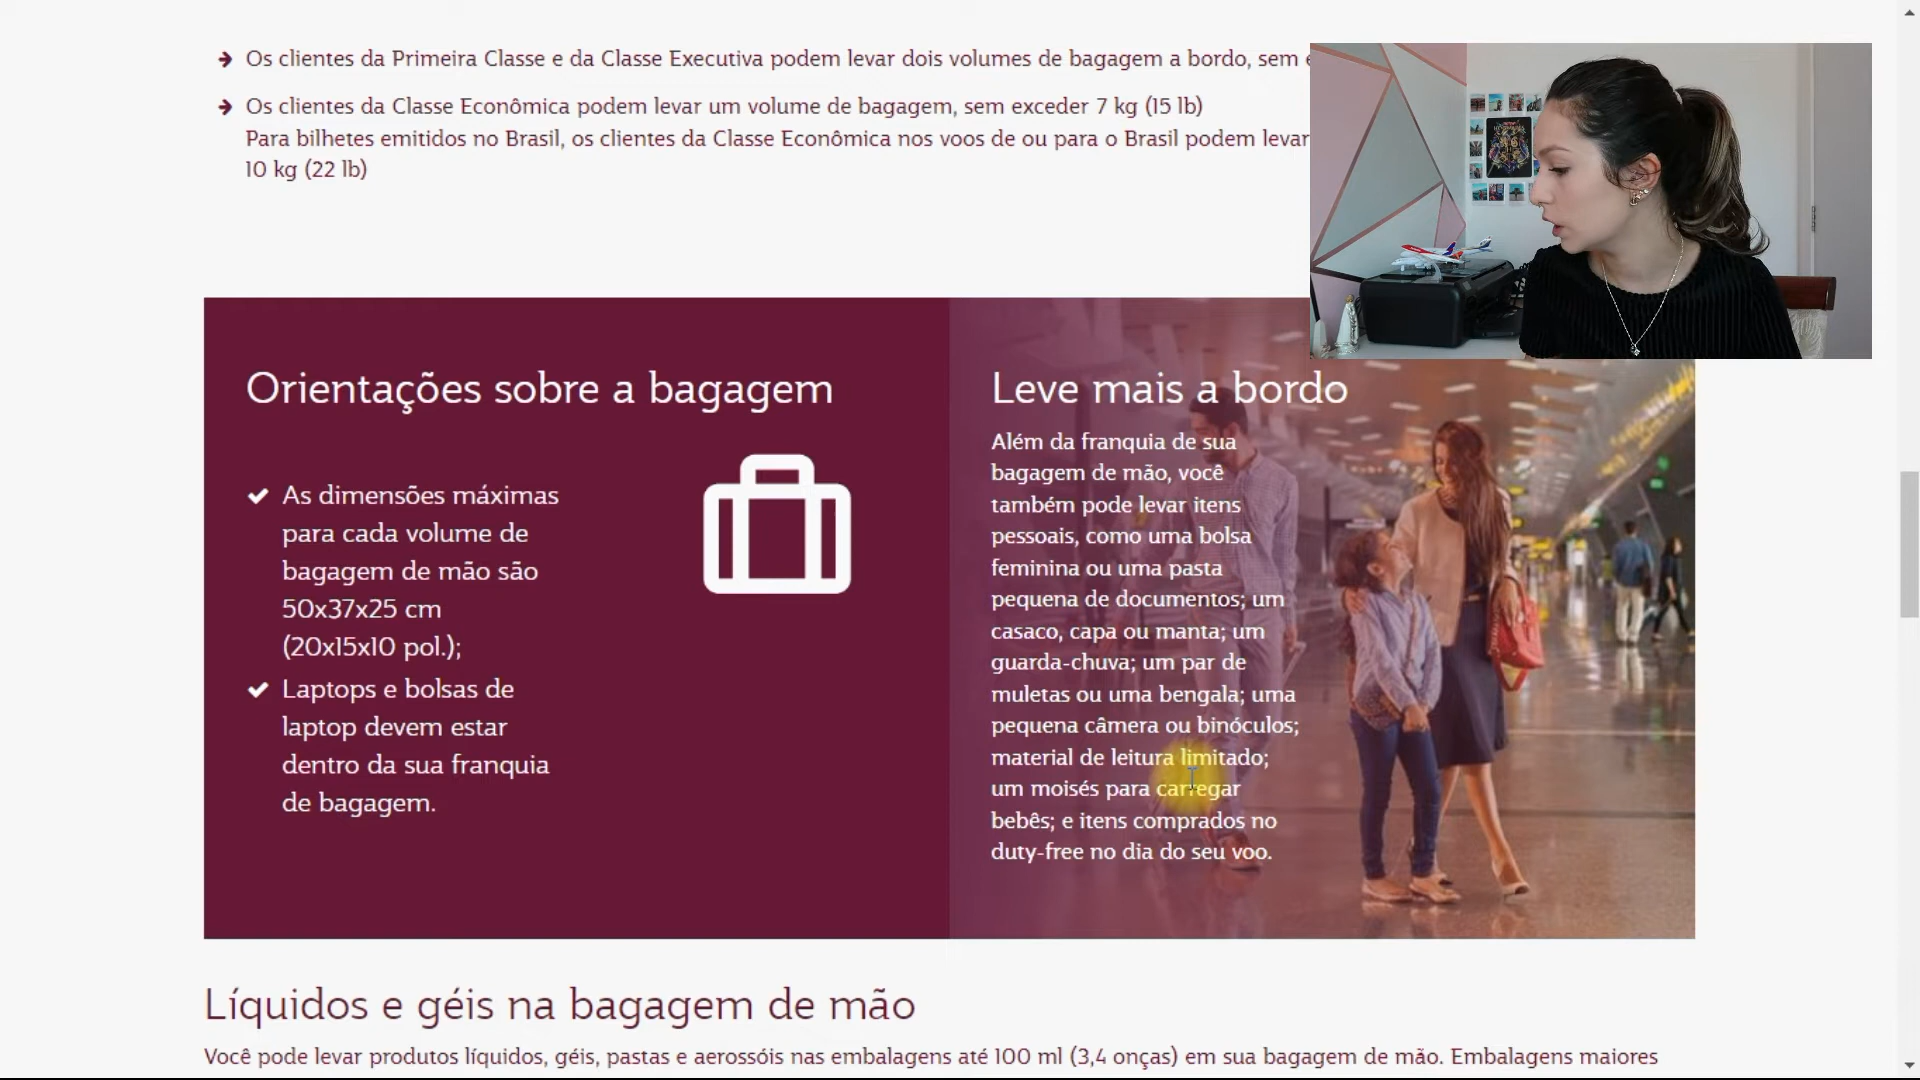 Os clientes da Primeira Classe e da Classe Executiva podem levar dois volumes de bagagem a bordo, sem
Os clientes da Classe Econômica podem levar um volume de bagagem, sem exceder 7 kg (15 lb)
Para bilhetes emitidos no Brasil, os clientes da Classe Econômica nos voos de ou para o Brasil podem levar
10 kg (22 lb)
Orientações sobre a bagagem
As dimensões máximas
para cada volume de
bagagem de mão são
50x37x25 cm
(20x15x10 pol.);
Laptops e bolsas de
laptop devem estar
dentro da sua franquia
de bagagem.
Leve mais a bordo
Além da franquia de sua
bagagem de mão, você
também pode levar itens
pessoais, como uma bolsa
feminina ou uma pasta
pequena de documentos; um
casaco, capa ou manta; um
guarda-chuva; um par de
muletas ou uma bengala; uma
pequena câmera ou binóculos;
material de leitura limitado;
um moisés para carregar
bebês; e itens comprados no
duty-free no dia do seu voo.
Líquidos e géis na bagagem de mão
Você pode levar produtos líquidos, géis, pastas e aerossóis nas embalagens até 100 ml (3,4 onças) em sua bagagem de mão. Embalagens maiores